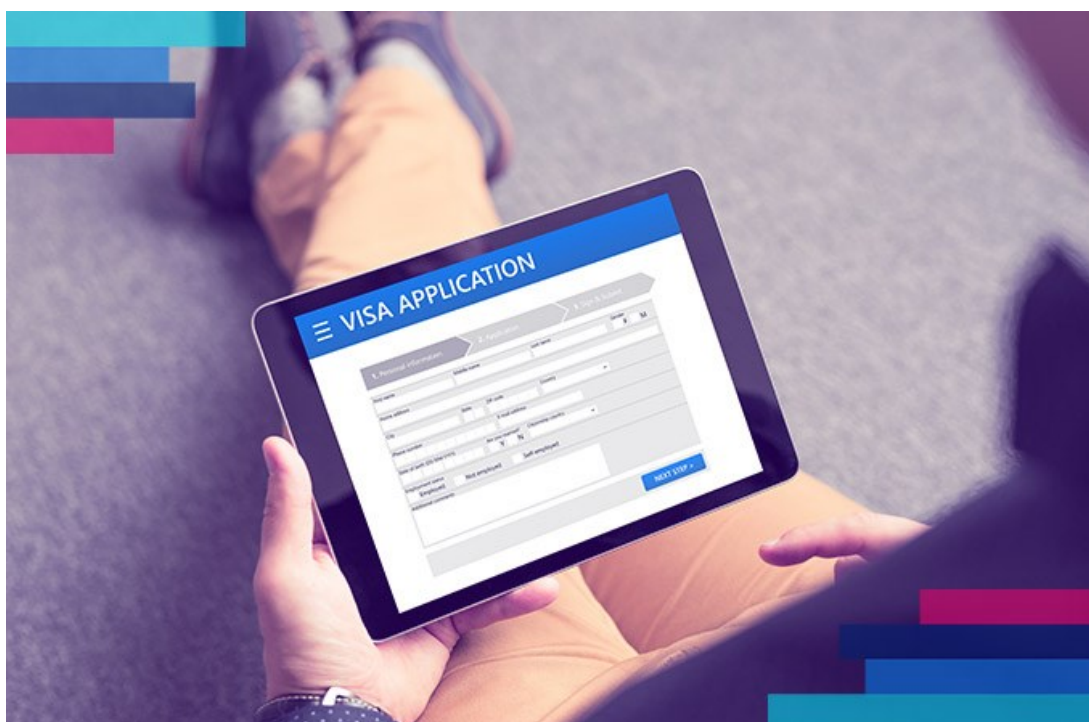 VISA APPLICATION
1. Personal information 2. Application 3. Sign & Submit
First name Middle name Last name Gender
F M
Home address
City State ZIP code Country
Phone number E-mail address
Date of birth Are you married? Citizenship country
Y N
Employment status
Employed Not employed Self employed
Additional comments
NEXT STEP »